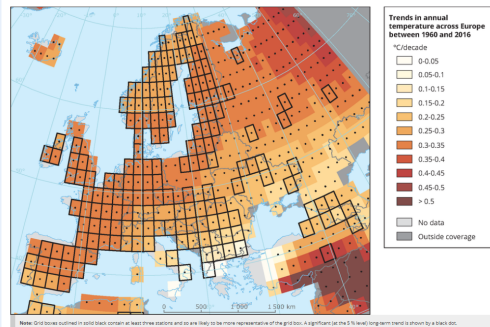 Trends in annual
temperature across Europe
between 1960 and 2016
°C/decade
0-0.05
0.05-0.1
0.1-0.15
0.15-0.2
0.2-0.25
0.25-0.3
0.3-0.35
0.35-0.4
0.4-0.45
0.45-0.5
> 0.5
No data
Outside coverage
0 500 1 000 1 500 km
Note: Grid boxes outlined in solid black contain at least three stations and so are likely to be more representative of the grid box. A significant (at the 5 % level) long-term trend is shown by a black dot.